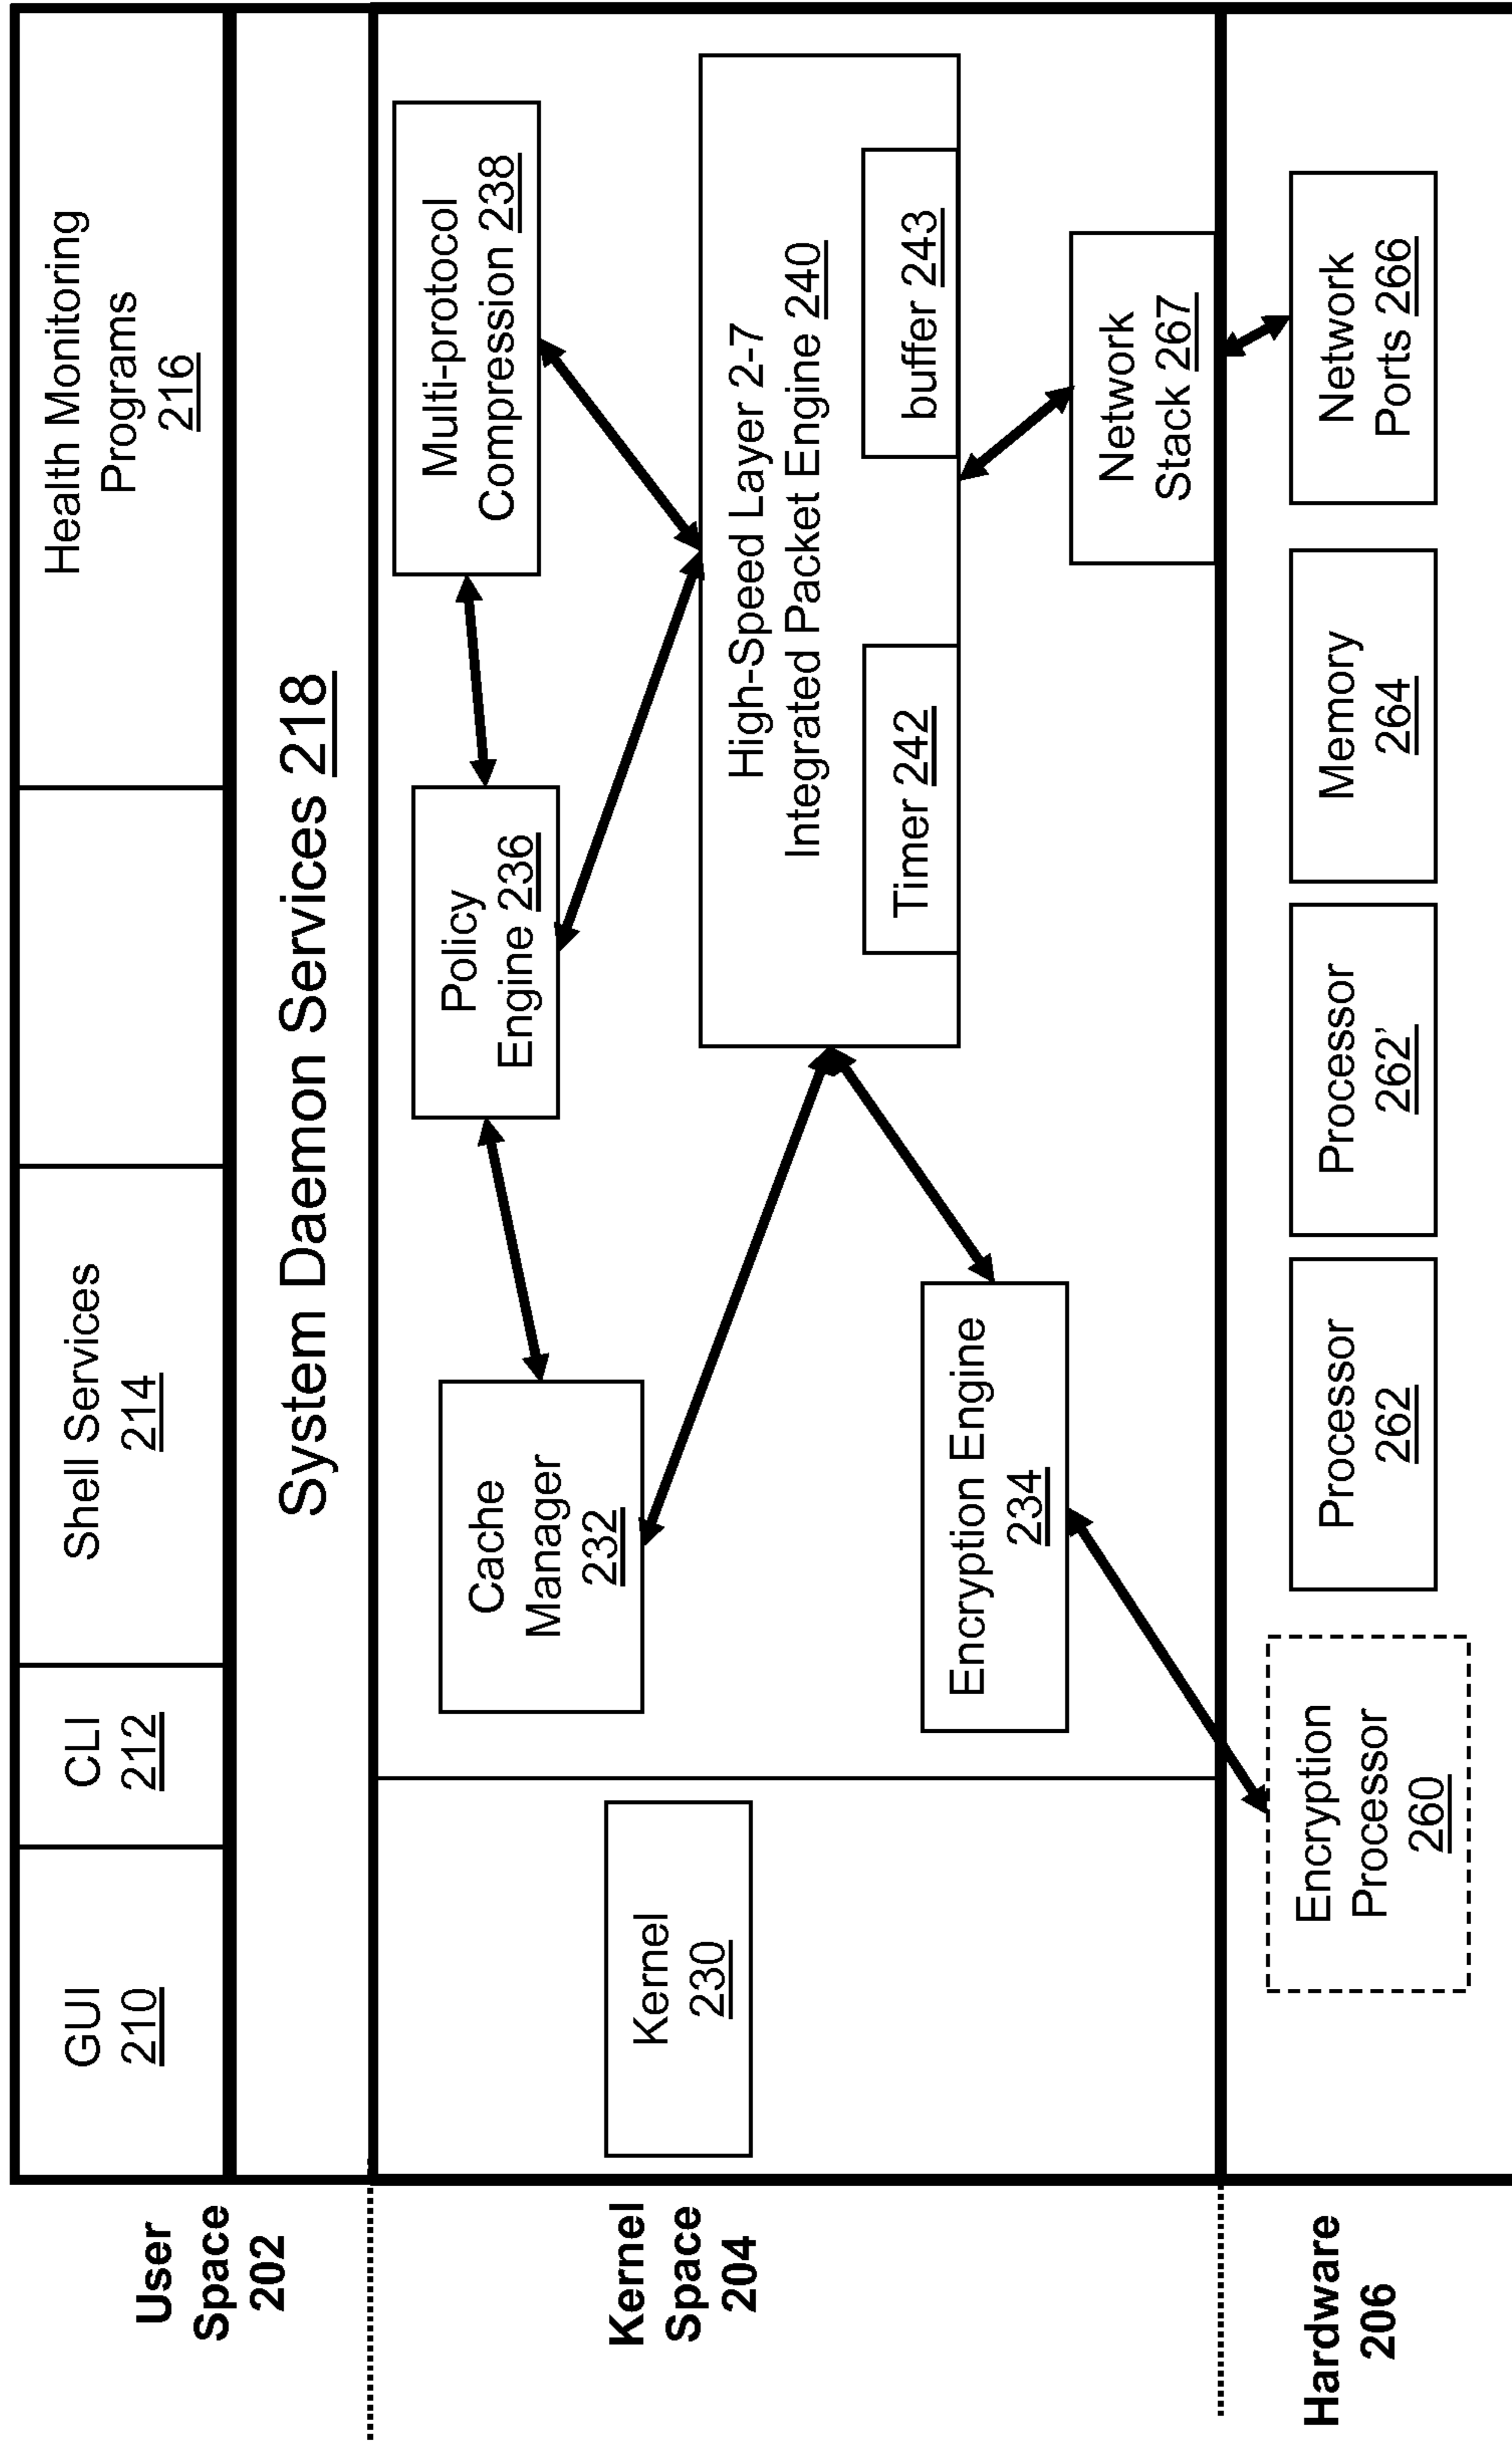 User
Space
202
GUI
210
CLI
212
Shell Services
214
Health Monitoring
Programs
216
System Daemon Services 218
Kernel
Space
204
Kernel
230
Cache
Manager
232
Policy
Engine 236
Multi-protocol
Compression 238
High-Speed Layer 2-7
Integrated Packet Engine 240
Timer 242
buffer 243
Encryption Engine
234
Network
Stack 267
Hardware
206
Encryption
Processor
260
Processor
262
Processor
262’
Memory
264
Network
Ports 266